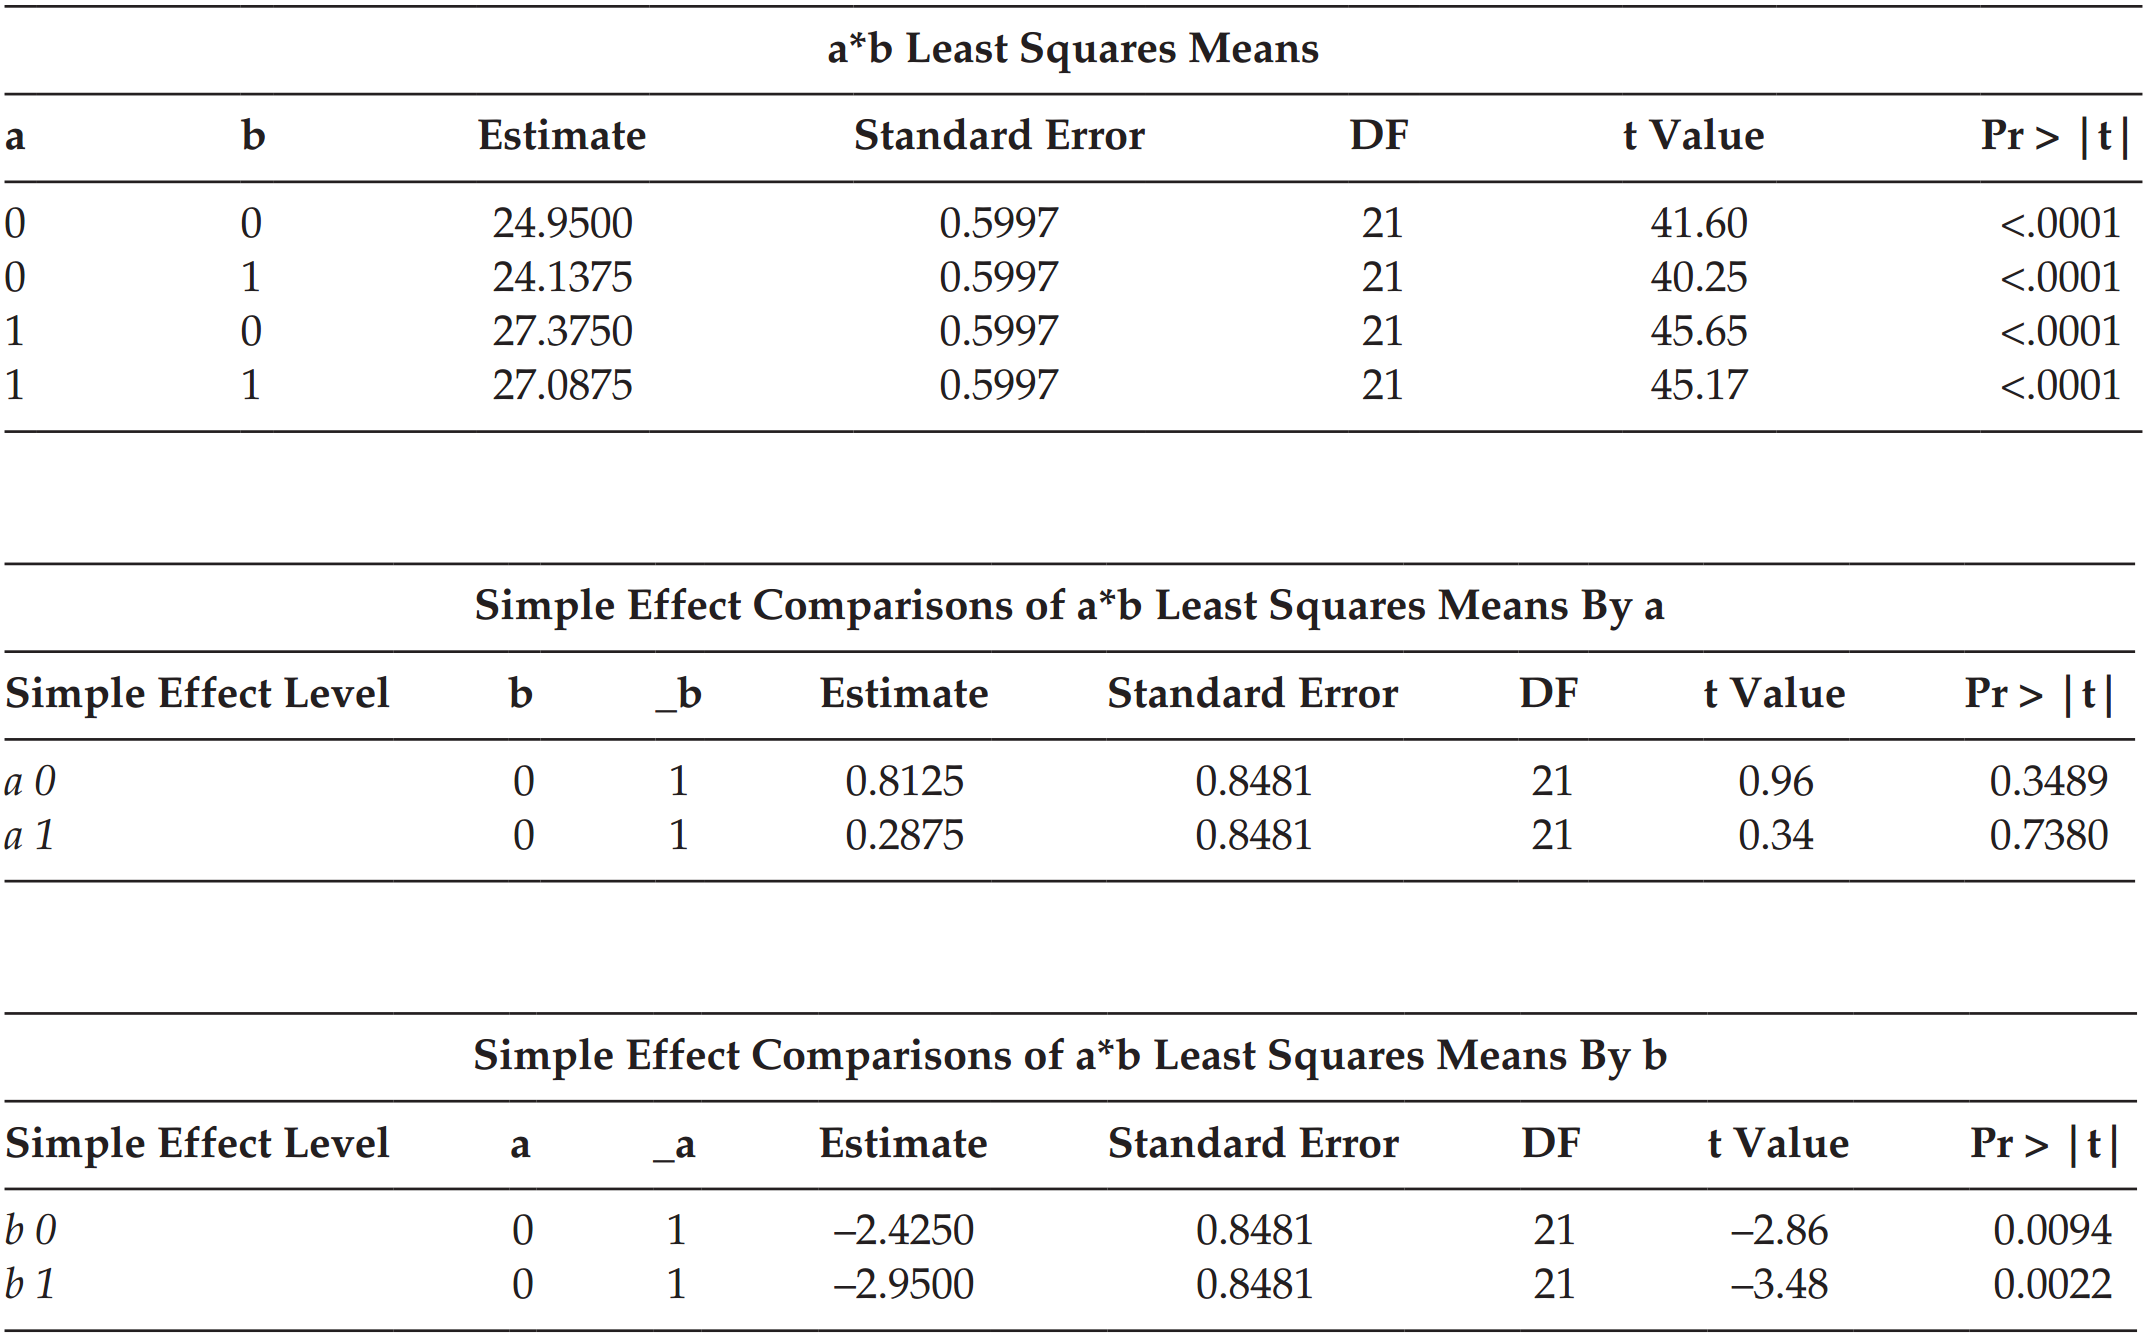 a*b Least Squares Means
a b Estimate Standard Error DF t Value Pr > |t|
0 0 24.9500 0.5997 21 41.60 <.0001
0 1 24.1375 0.5997 21 40.25 <.0001
1 0 27.3750 0.5997 21 45.65 <.0001
1 1 27.0875 0.5997 21 45.17 <.0001
Simple Effect Comparisons of a*b Least Squares Means By a
Simple Effect Level b _b Estimate Standard Error DF t Value Pr > |t|
a 0 0 1 0.8125 0.8481 21 0.96 0.3489
a 1 0 1 0.2875 0.8481 21 0.34 0.7380
Simple Effect Comparisons of a*b Least Squares Means By b
Simple Effect Level a _a Estimate Standard Error DF t Value Pr > |t|
b 0 0 1 –2.4250 0.8481 21 –2.86 0.0094
b 1 0 1 –2.9500 0.8481 21 –3.48 0.0022